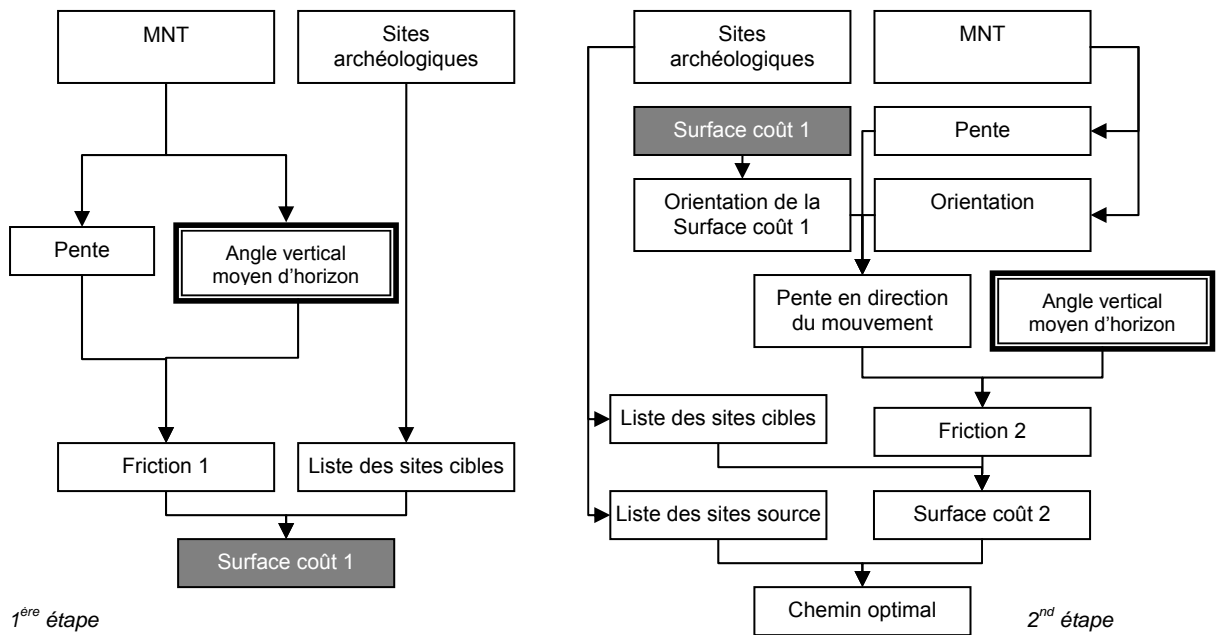 MNT
Sites
archéologiques
Pente
Angle vertical
moyen d'horizon
Friction 1
Liste des sites cibles
Surface coût 1
1ère étape
Sites
archéologiques
MNT
Surface coût 1
Pente
Orientation de la
Surface coût 1
Orientation
Pente en direction
du mouvement
Angle vertical
moyen d'horizon
Liste des sites cibles
Friction 2
Liste des sites source
Surface coût 2
Chemin optimal
2nd étape